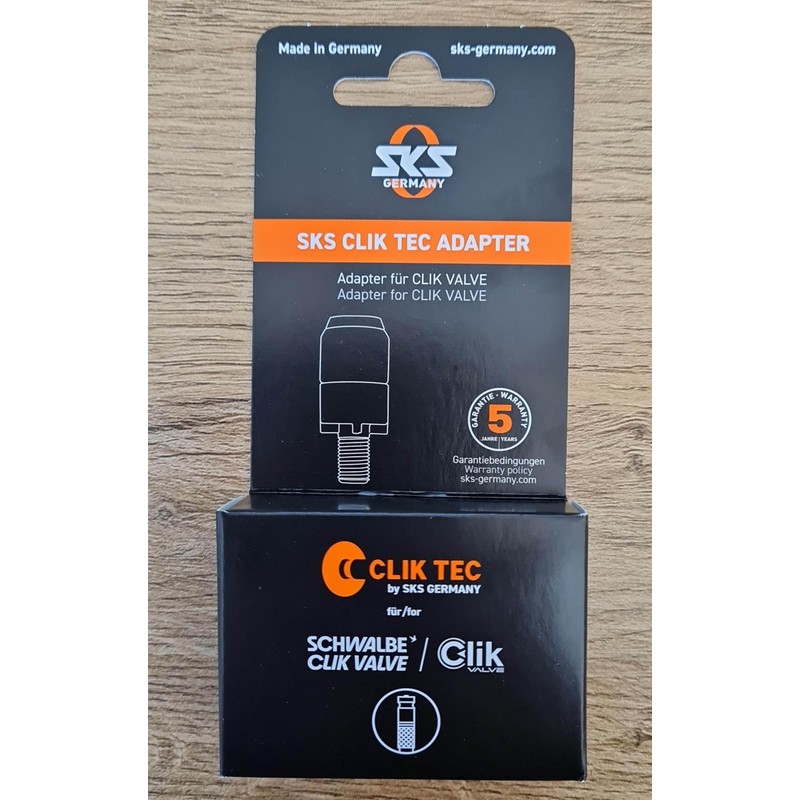 Made in Germany
sks-germany.com
SKS
GERMANY
SKS CLIK TEC ADAPTER
Adapter für CLIK VALVE
Adapter for CLIK VALVE
GARANTIE · WARRANTY
5
JAHRE YEARS
Garantiebedingungen
Warranty policy
sks-germany.com
CLIK TEC
by SKS GERMANY
für/for
SCHWALBE
CLIK VALVE
Clik
VALVE